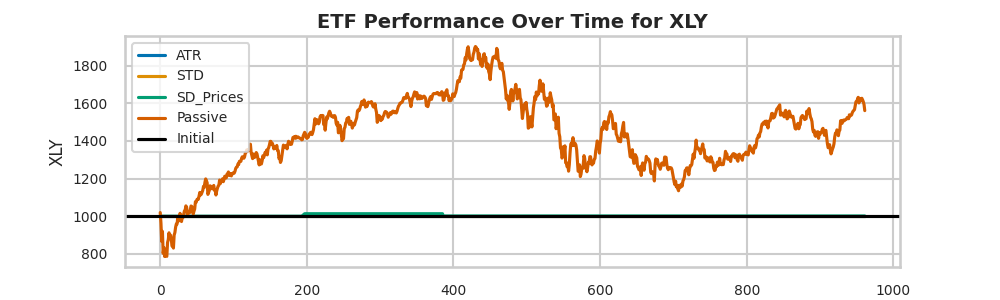 ETF Performance Over Time for XLY
XLY
1800
1600
1400
1200
1000
800
ATR
STD
SD_Prices
Passive
Initial
0
200
400
600
800
1000